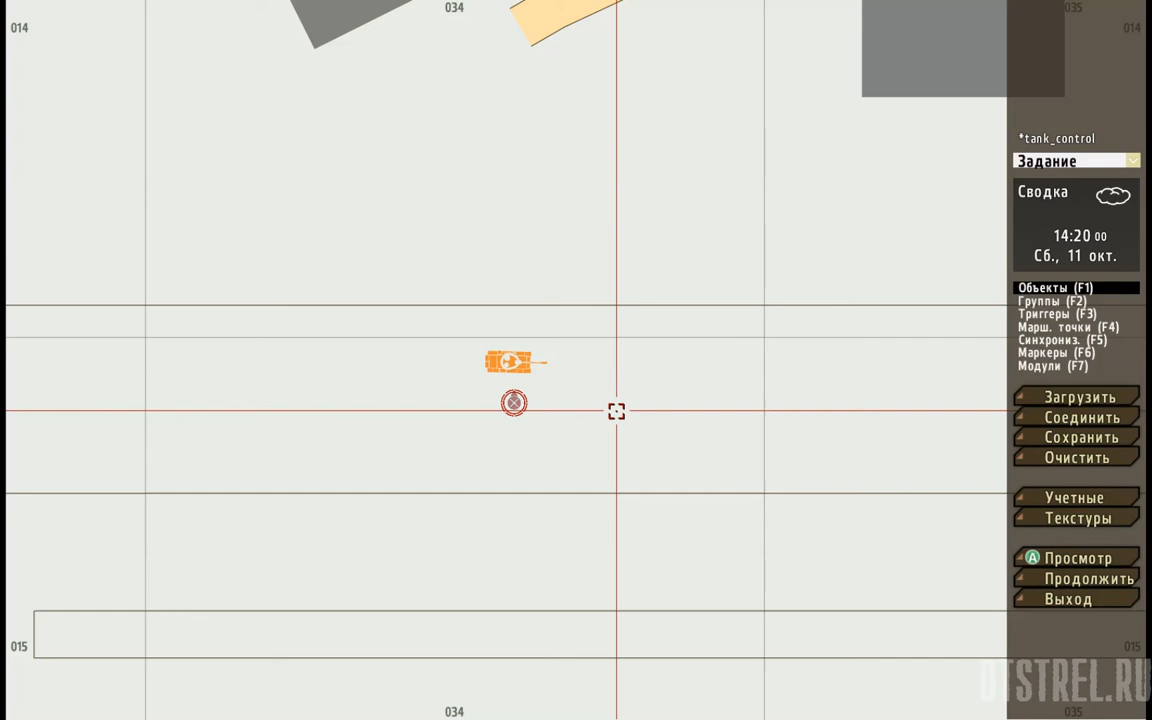 034
035
014
014
*tank_control
Задание
Сводка
14:20 00
Сб., 11 окт.
Объекты (F1)
Группы (F2)
Триггеры (F3)
Марш. точки (F4)
Синхрониз. (F5)
Маркеры (F6)
Модули (F7)
Загрузить
Соединить
Сохранить
Очистить
Учетные
Текстуры
A Просмотр
Продолжить
Выход
015
015
OTSTREL.RU
034
035